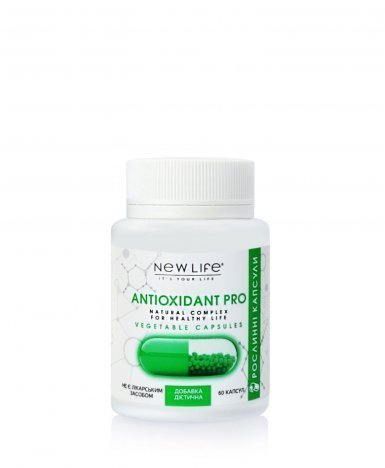 NEW LIFE®
IT'S YOUR LIFE
ANTIOXIDANT PRO
NATURAL COMPLEX
FOR HEALTHY LIFE
VEGETABLE CAPSULES
НЕ Є ЛІКАРСЬКИМ
ЗАСОБОМ
ДОБАВКА
ДІЄТИЧНА
60 КАПСУЛ
РОСЛИННІ КАПСУЛИ